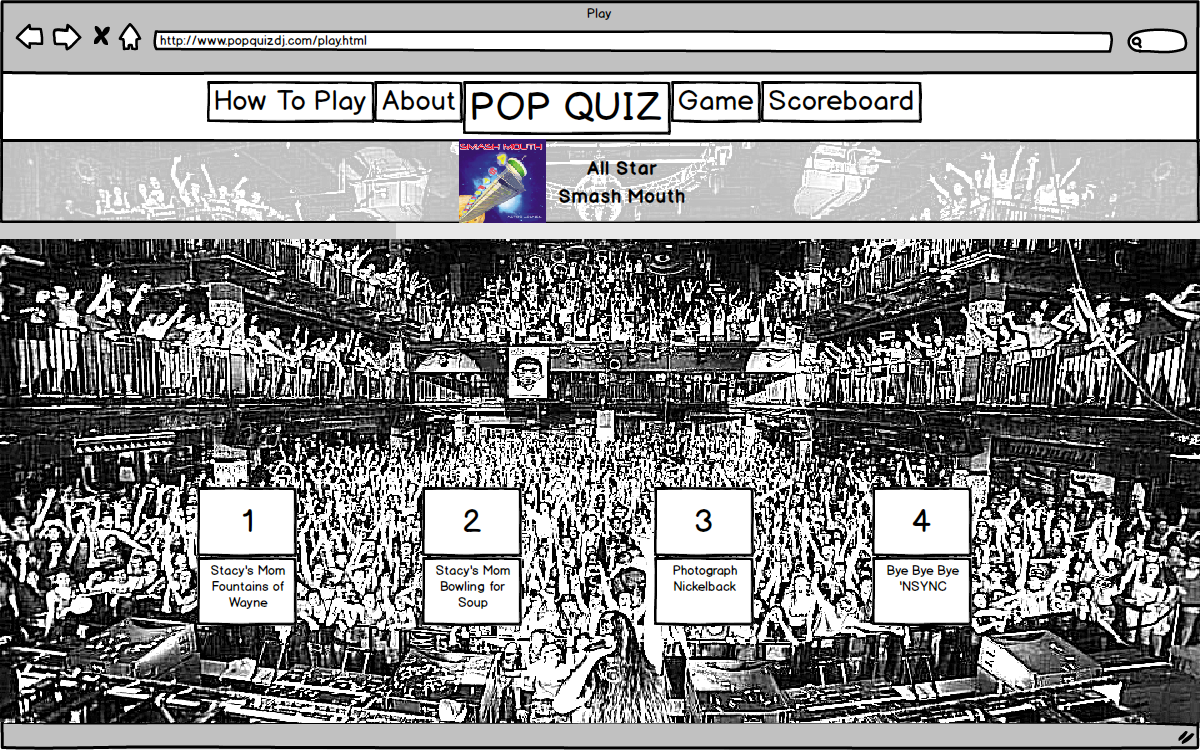 Play
http://www.popquizdj.com/play.html
How To Play
About
POP QUIZ
Game
Scoreboard
SMASH MOUTH
All Star
Smash Mouth
1
2
3
4
Stacy's Mom
Fountains of
Wayne
Stacy's Mom
Bowling for
Soup
Photograph
Nickelback
Bye Bye Bye
'NSYNC